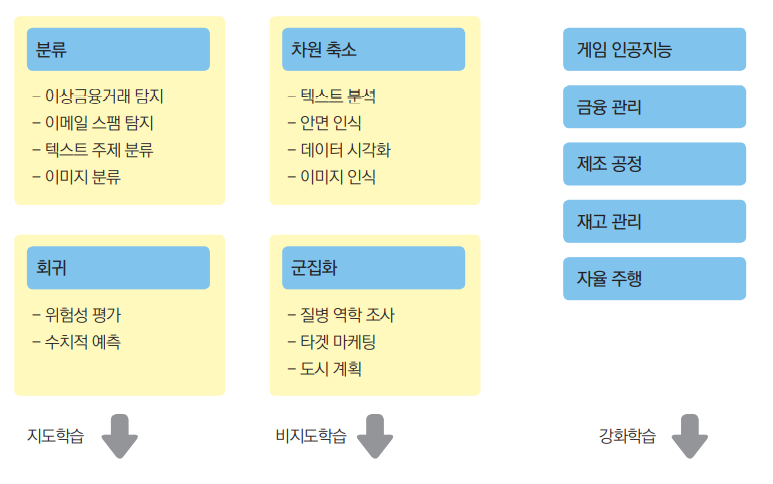 분류
– 이상금융거래 탐지
– 이메일 스팸 탐지
– 텍스트 주제 분류
– 이미지 분류
회귀
– 위험성 평가
– 수치적 예측
지도학습
차원 축소
– 텍스트 분석
– 안면 인식
– 데이터 시각화
– 이미지 인식
군집화
– 질병 역학 조사
– 타겟 마케팅
– 도시 계획
비지도학습
게임 인공지능
금융 관리
제조 공정
재고 관리
자율 주행
강화학습